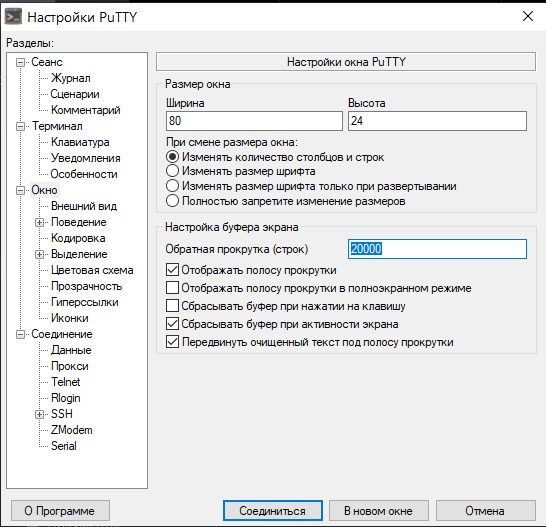 Настройки PuTTY
Разделы:
Сеанс
Журнал
Сценарии
Комментарий
Терминал
Клавиатура
Уведомления
Особенности
Окно
Внешний вид
Поведение
Кодировка
Выделение
Цветовая схема
Прозрачность
Гиперссылки
Иконки
Соединение
Данные
Прокси
Telnet
Rlogin
SSH
ZModem
Serial
Настройки окна PuTTY
Размер окна
Ширина Высота
80 24
При смене размера окна:
Изменять количество столбцов и строк
Изменять размер шрифта
Изменять размер шрифта только при развертывании
Полностью запретите изменение размеров
Настройка буфера экрана
Обратная прокрутка (строк) 20000
Отображать полосу прокрутки
Отображать полосу прокрутки в полноэкранном режиме
Сбрасывать буфер при нажатии на клавишу
Сбрасывать буфер при активности экрана
Передвинуть очищенный текст под полосу прокрутки
О Программе Соединиться В новом окне Отмена